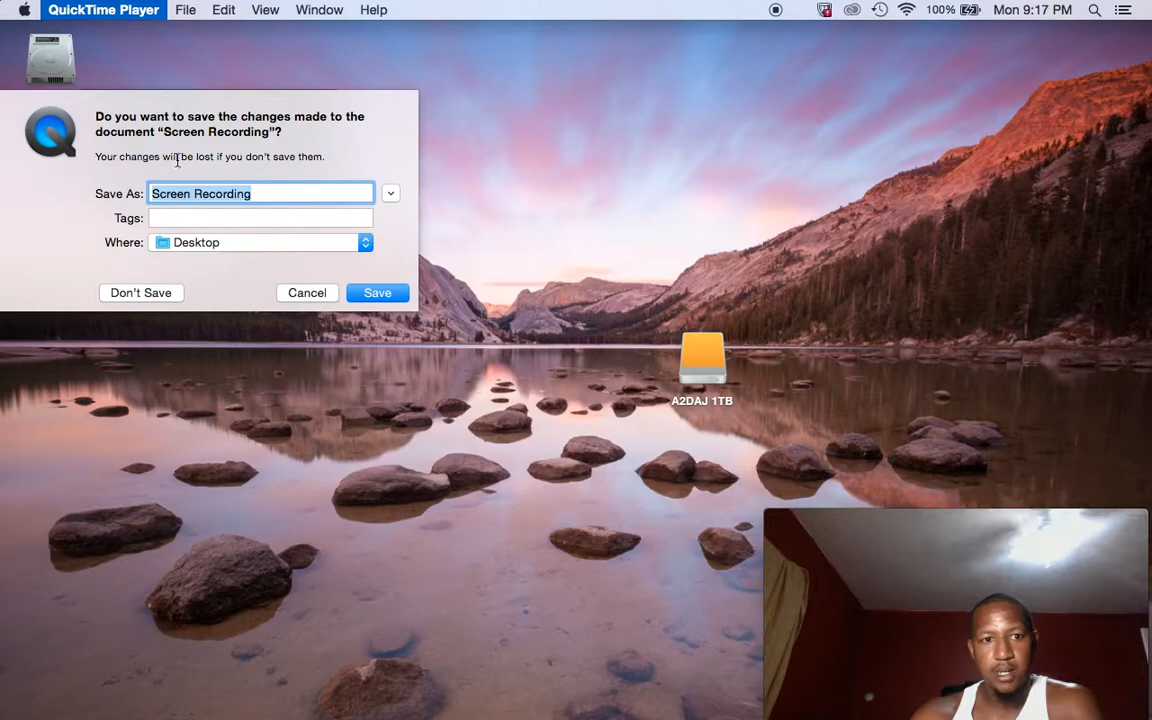 QuickTime Player File Edit View Window Help 100% Mon 9:17 PM
Do you want to save the changes made to the
document “Screen Recording”?
Your changes will be lost if you don’t save them.
Save As: Screen Recording
Tags:
Where: Desktop
Don’t Save Cancel Save
A2DAJ 1TB